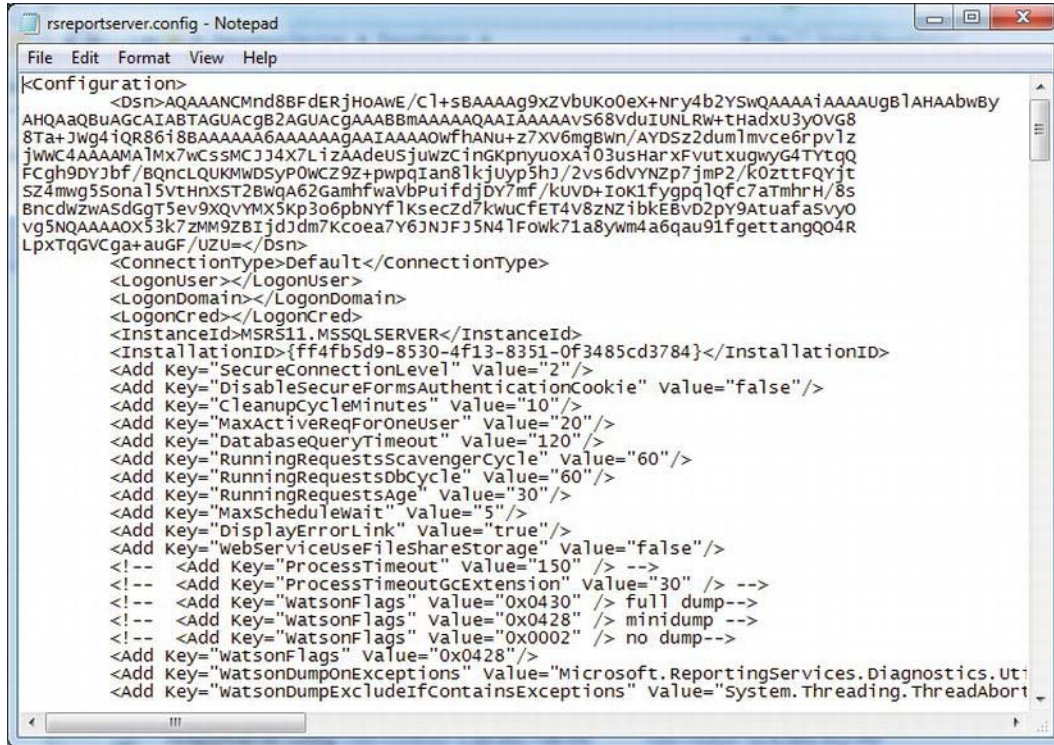 rsreportserver.config - Notepad
File Edit Format View Help
<Configuration>
<Dsn>AQAAANCMnd8BFdERjHoAwE/Cl+sBAAAAg9xZVbUKo0eX+Nry4b2YSwQAAAAiAAAAUgBlAHAAbwBy
AHQAaQBuAGcAIABTAGUAcgB2AGUAcgAAABBmAAAAAQAAIAAAAAvS68VduIUNLRW+tHadxU3yOVG8
8Ta+JWg4iQR86i8BAAAAAA6AAAAAAgAAIAAAAOWfhANu+z7XV6mgBWn/AYDSz2dumlmvce6rpvlz
jWWC4AAAAMAlMx7wCssMCJJ4X7LizAAdeUSjuWzCinGKpnyuoxAi03usHarxFvutxugwyG4TYtqQ
FCgh9DYJbf/BQncLQUKMWDSyP0WCZ9Z+pwpqIan8lkjUyp5hJ/2vs6dVYNZp7jmP2/k0zttFQYjt
SZ4mwg5Sonal5VtHnXST2BWqA62GamhfwaVbPuifdjDY7mf/kUVD+IoK1fygpqlQfc7aTmhrH/8s
BncdWzwASdGgT5ev9XQvYMX5Kp3o6pbNYflKsecZd7kWuCfET4V8zNZibkEBvD2pY9AtuafaSvyO
vg5NQAAAAOX53k7zMM9ZBIjdJdm7Kcoea7Y6JNJFJ5N4lFoWk71a8yWm4a6qau91fgettangQO4R
LpxTqGVCga+auGF/UZU=</Dsn>
<ConnectionType>Default</ConnectionType>
<LogonUser></LogonUser>
<LogonDomain></LogonDomain>
<LogonCred></LogonCred>
<InstanceId>MSRS11.MSSQLSERVER</InstanceId>
<InstallationID>{ff4fb5d9-8530-4f13-8351-0f3485cd3784}</InstallationID>
<Add Key="SecureConnectionLevel" Value="2"/>
<Add Key="DisableSecureFormsAuthenticationCookie" Value="false"/>
<Add Key="CleanupCycleMinutes" Value="10"/>
<Add Key="MaxActiveReqForOneUser" Value="20"/>
<Add Key="DatabaseQueryTimeout" Value="120"/>
<Add Key="RunningRequestsScavengerCycle" Value="60"/>
<Add Key="RunningRequestsDbCycle" Value="60"/>
<Add Key="RunningRequestsAge" Value="30"/>
<Add Key="MaxScheduleWait" Value="5"/>
<Add Key="DisplayErrorLink" Value="true"/>
<Add Key="WebServiceUseFileShareStorage" Value="false"/>
<!-- <Add Key="ProcessTimeout" Value="150" /> -->
<!-- <Add Key="ProcessTimeoutGcExtension" Value="30" /> -->
<!-- <Add Key="WatsonFlags" Value="0x0430" /> full dump-->
<!-- <Add Key="WatsonFlags" Value="0x0428" /> minidump -->
<!-- <Add Key="WatsonFlags" Value="0x0002" /> no dump-->
<Add Key="WatsonFlags" Value="0x0428"/>
<Add Key="WatsonDumpOnExceptions" Value="Microsoft.ReportingServices.Diagnostics.Uti
<Add Key="WatsonDumpExcludeIfContainsExceptions" Value="System.Threading.ThreadAbort